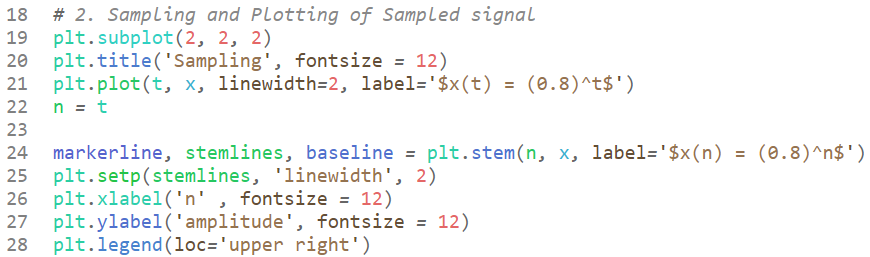 18 # 2. Sampling and Plotting of Sampled signal
19 plt.subplot(2, 2, 2)
20 plt.title('Sampling', fontsize = 12)
21 plt.plot(t, x, linewidth=2, label='$x(t) = (0.8)^t$')
22 n = t
23
24 markerline, stemlines, baseline = plt.stem(n, x, label='$x(n) = (0.8)^n$')
25 plt.setp(stemlines, 'linewidth', 2)
26 plt.xlabel('n' , fontsize = 12)
27 plt.ylabel('amplitude', fontsize = 12)
28 plt.legend(loc='upper right')